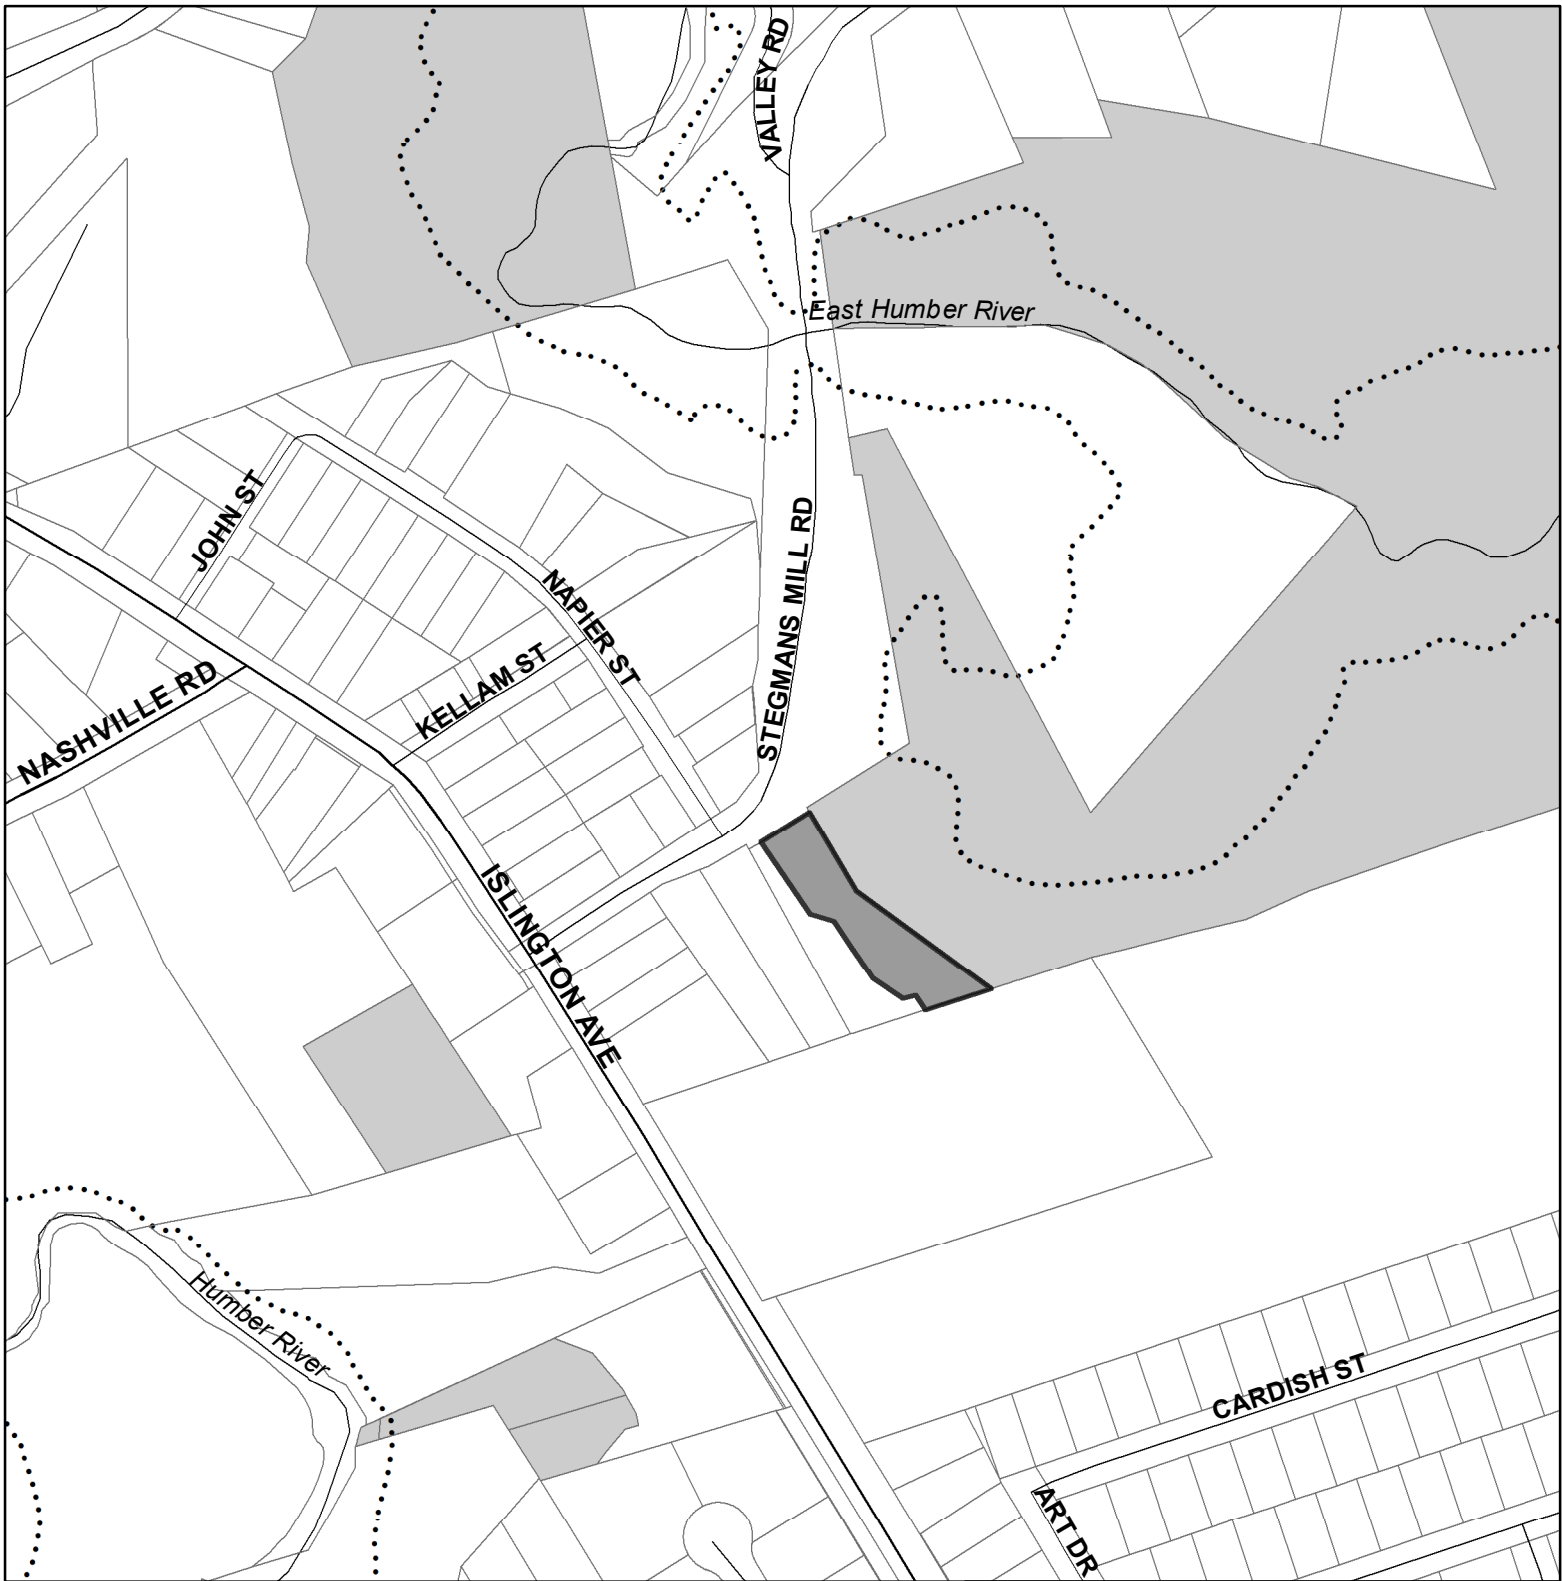 VALLEY RD
East Humber River
JOHN ST
NAPIER ST
STEGMANS MILL RD
KELLAM ST
NASHVILLE RD
ISLINGTON AVE
Humber River
CARDISH ST
ART DR